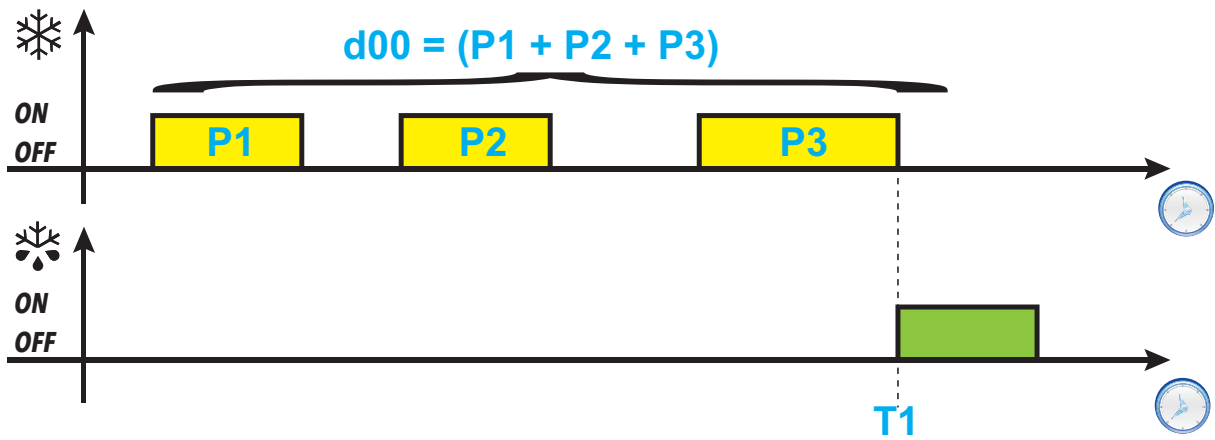 d00 = (P1 + P2 + P3)
ON
OFF
P1 P2 P3
ON
OFF
T1